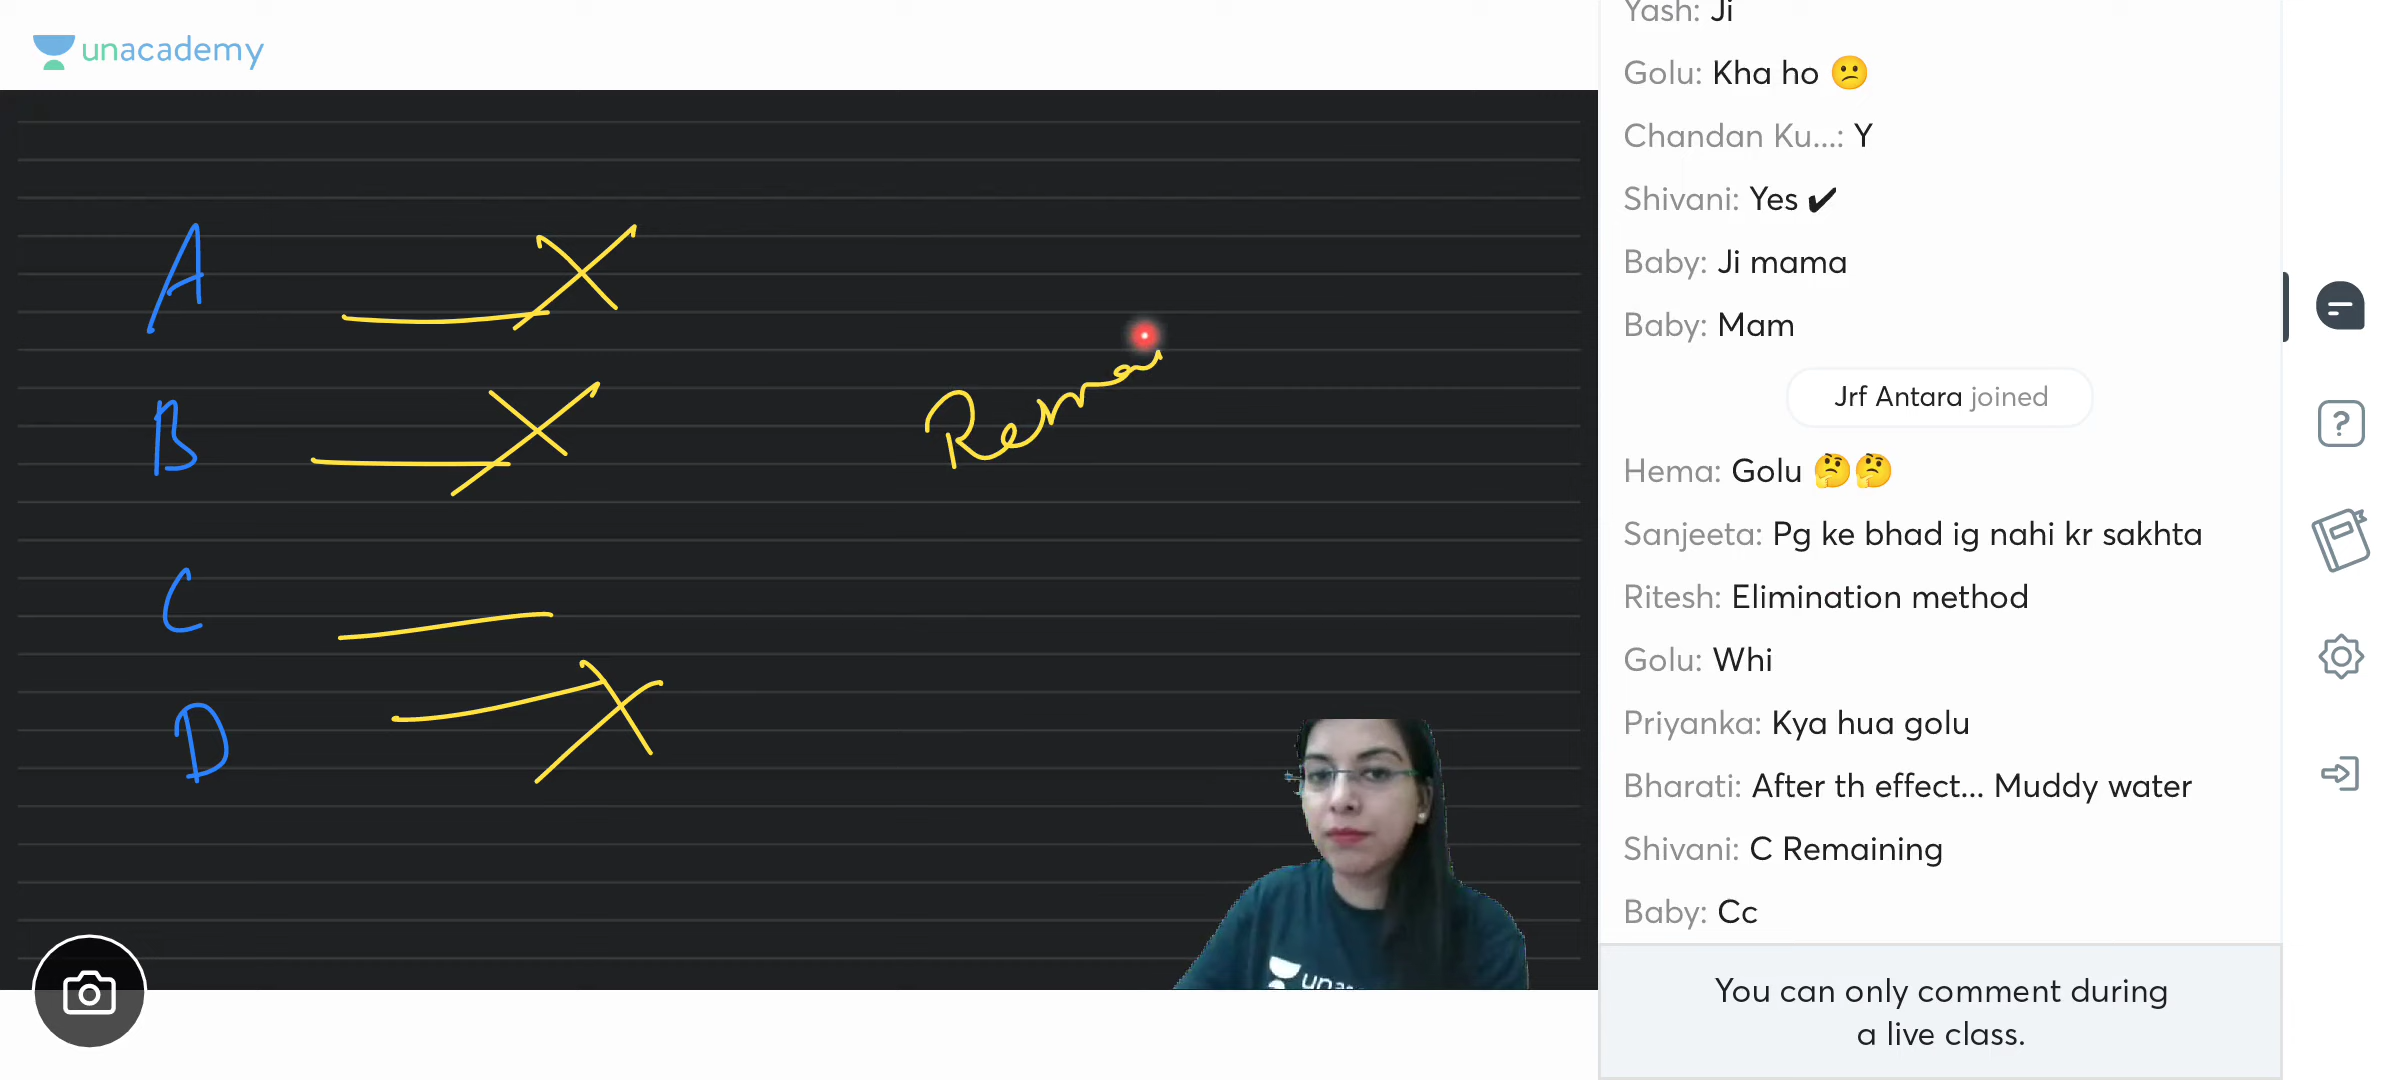 unacademy
A
B
C
D
Remai
Yash: Ji
Golu: Kha ho 😕
Chandan Ku...: Y
Shivani: Yes ✔
Baby: Ji mama
Baby: Mam
Jrf Antara joined
Hema: Golu 🤔🤔
Sanjeeta: Pg ke bhad ig nahi kr sakhta
Ritesh: Elimination method
Golu: Whi
Priyanka: Kya hua golu
Bharati: After th effect... Muddy water
Shivani: C Remaining
Baby: Cc
You can only comment during
a live class.